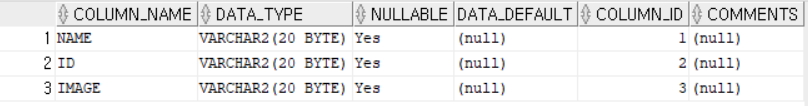 COLUMN_NAME DATA_TYPE NULLABLE DATA_DEFAULT COLUMN_ID COMMENTS
1 NAME VARCHAR2(20 BYTE) Yes (null) 1 (null)
2 ID VARCHAR2(20 BYTE) Yes (null) 2 (null)
3 IMAGE VARCHAR2(20 BYTE) Yes (null) 3 (null)